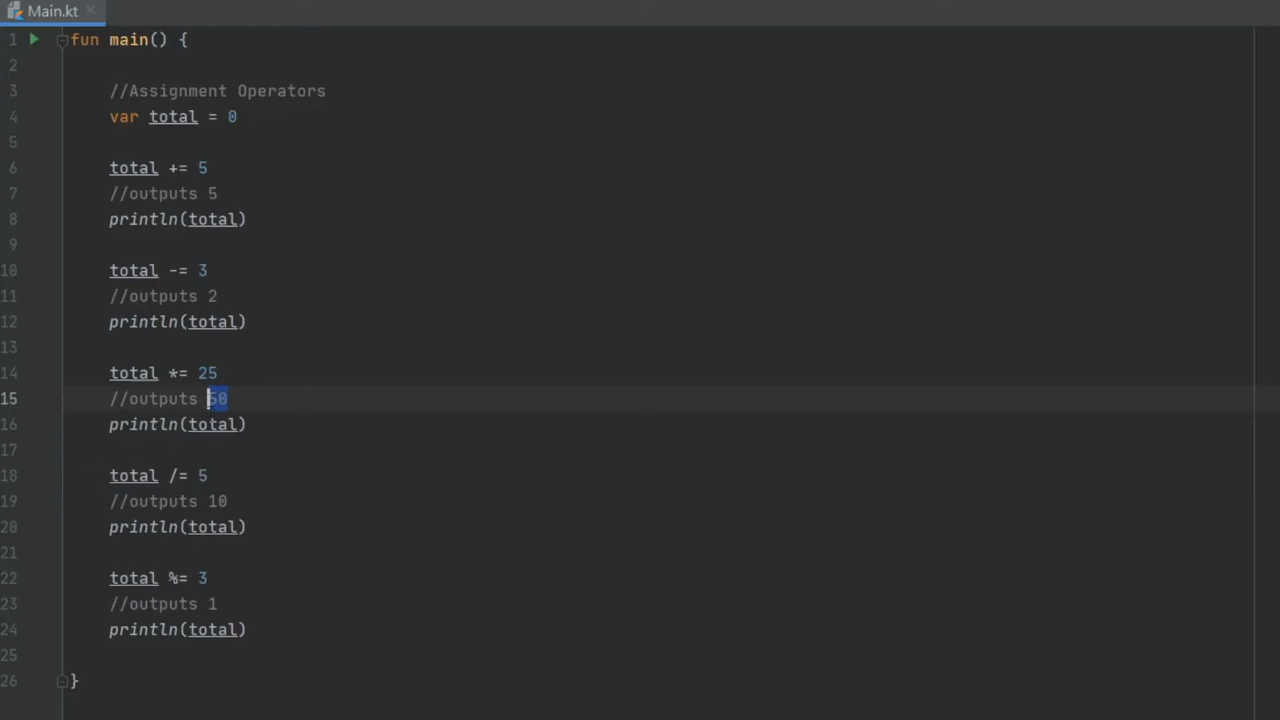 Main.kt
1 fun main() {
2
3 //Assignment Operators
4 var total = 0
5
6 total += 5
7 //outputs 5
8 println(total)
9
10 total -= 3
11 //outputs 2
12 println(total)
13
14 total *= 25
15 //outputs 50
16 println(total)
17
18 total /= 5
19 //outputs 10
20 println(total)
21
22 total %= 3
23 //outputs 1
24 println(total)
25
26 }